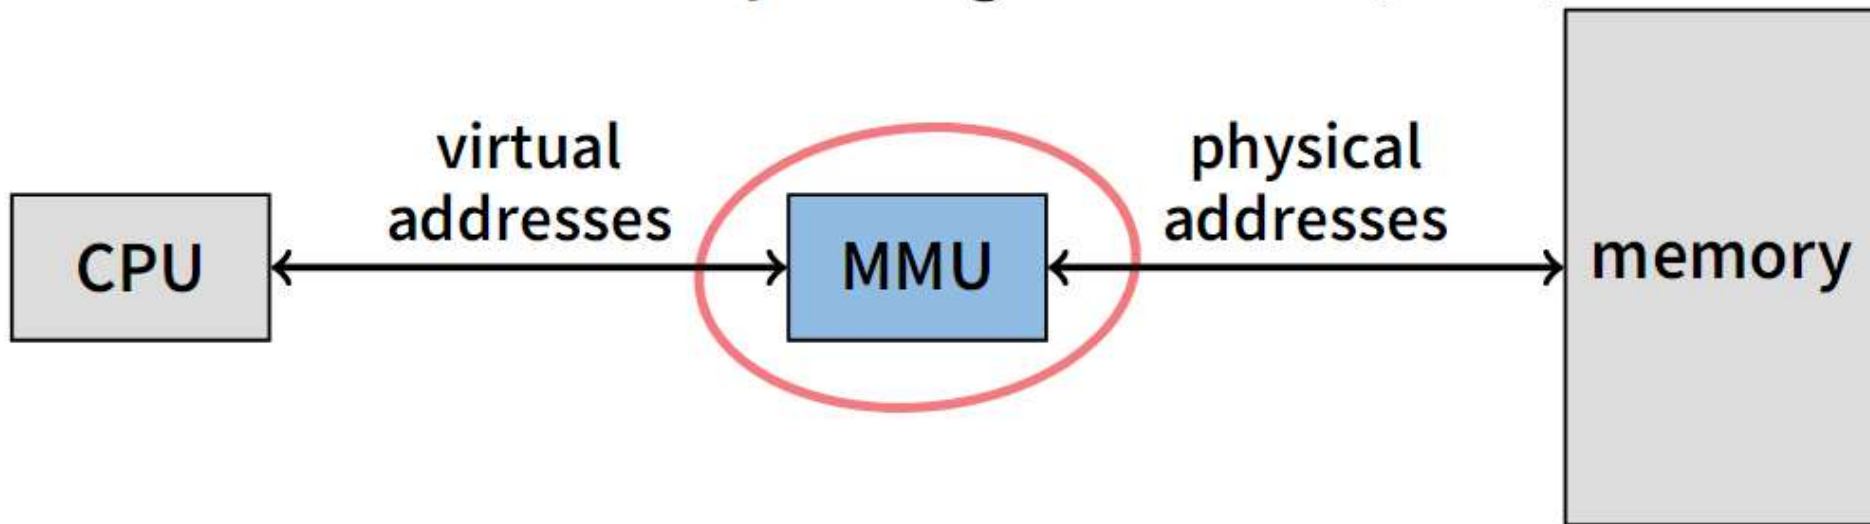 CPU
virtual
addresses
MMU
physical
addresses
memory